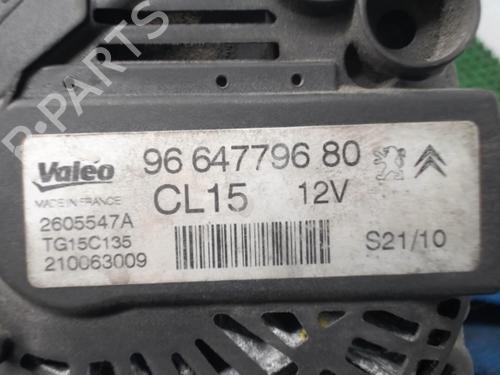 B-PARTS
Valeo
96 647796 80
MADE IN FRANCE
CL15 12V
2605547A
TG15C135
210063009
S21/10